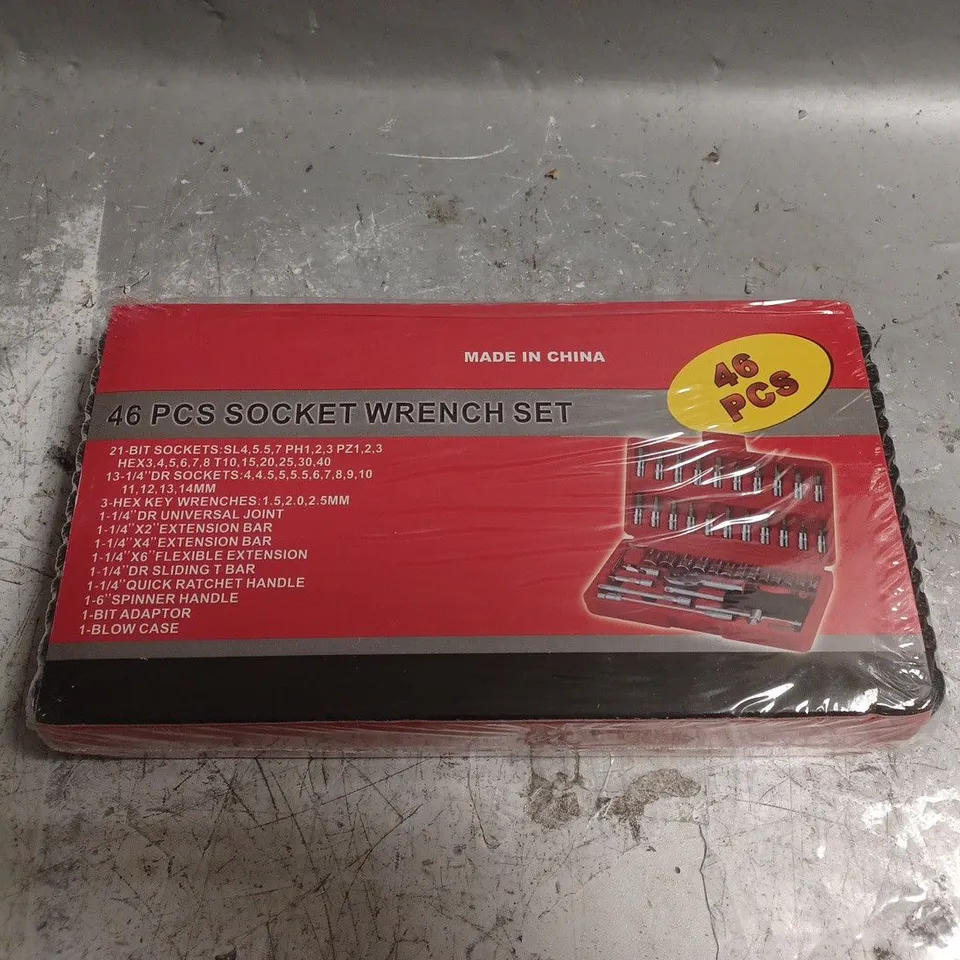 MADE IN CHINA
46
PCS
46 PCS SOCKET WRENCH SET
21-BIT SOCKETS:SL4,5.5,7 PH1,2,3 PZ1,2,3
HEX3,4,5,6,7,8 T10,15,20,25,30,40
13-1/4"DR SOCKETS:4,4.5,5,5.5,6,7,8,9,10
11,12,13,14MM
3-HEX KEY WRENCHES:1.5,2.0,2.5MM
1-1/4"DR UNIVERSAL JOINT
1-1/4"X2"EXTENSION BAR
1-1/4"X4"EXTENSION BAR
1-1/4"X6"FLEXIBLE EXTENSION
1-1/4"DR SLIDING T BAR
1-1/4"QUICK RATCHET HANDLE
1-6"SPINNER HANDLE
1-BIT ADAPTOR
1-BLOW CASE